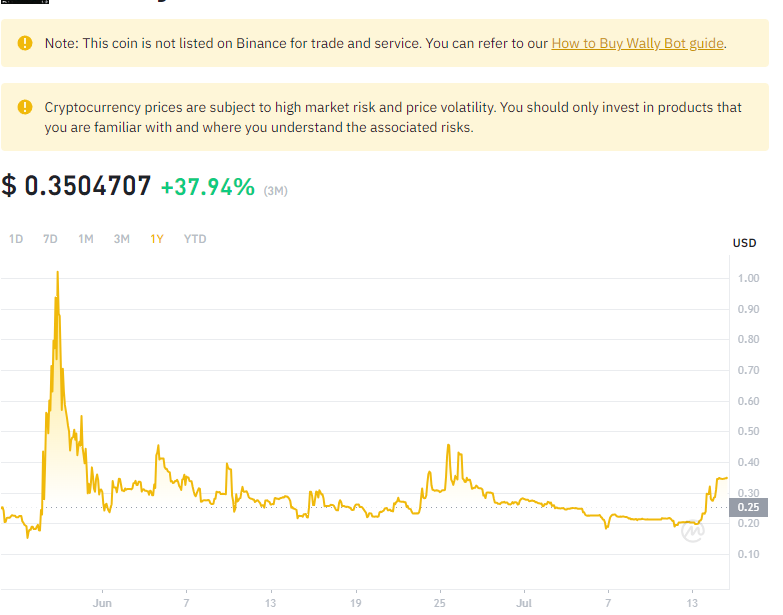 Note: This coin is not listed on Binance for trade and service. You can refer to our How to Buy Wally Bot guide.
Cryptocurrency prices are subject to high market risk and price volatility. You should only invest in products that
you are familiar with and where you understand the associated risks.
$ 0.3504707 +37.94% (3M)
1D 7D 1M 3M 1Y YTD
USD
1.00
0.90
0.80
0.70
0.60
0.50
0.40
0.30
0.25
0.20
0.10
Jun 7 13 19 25 Jul 7 13